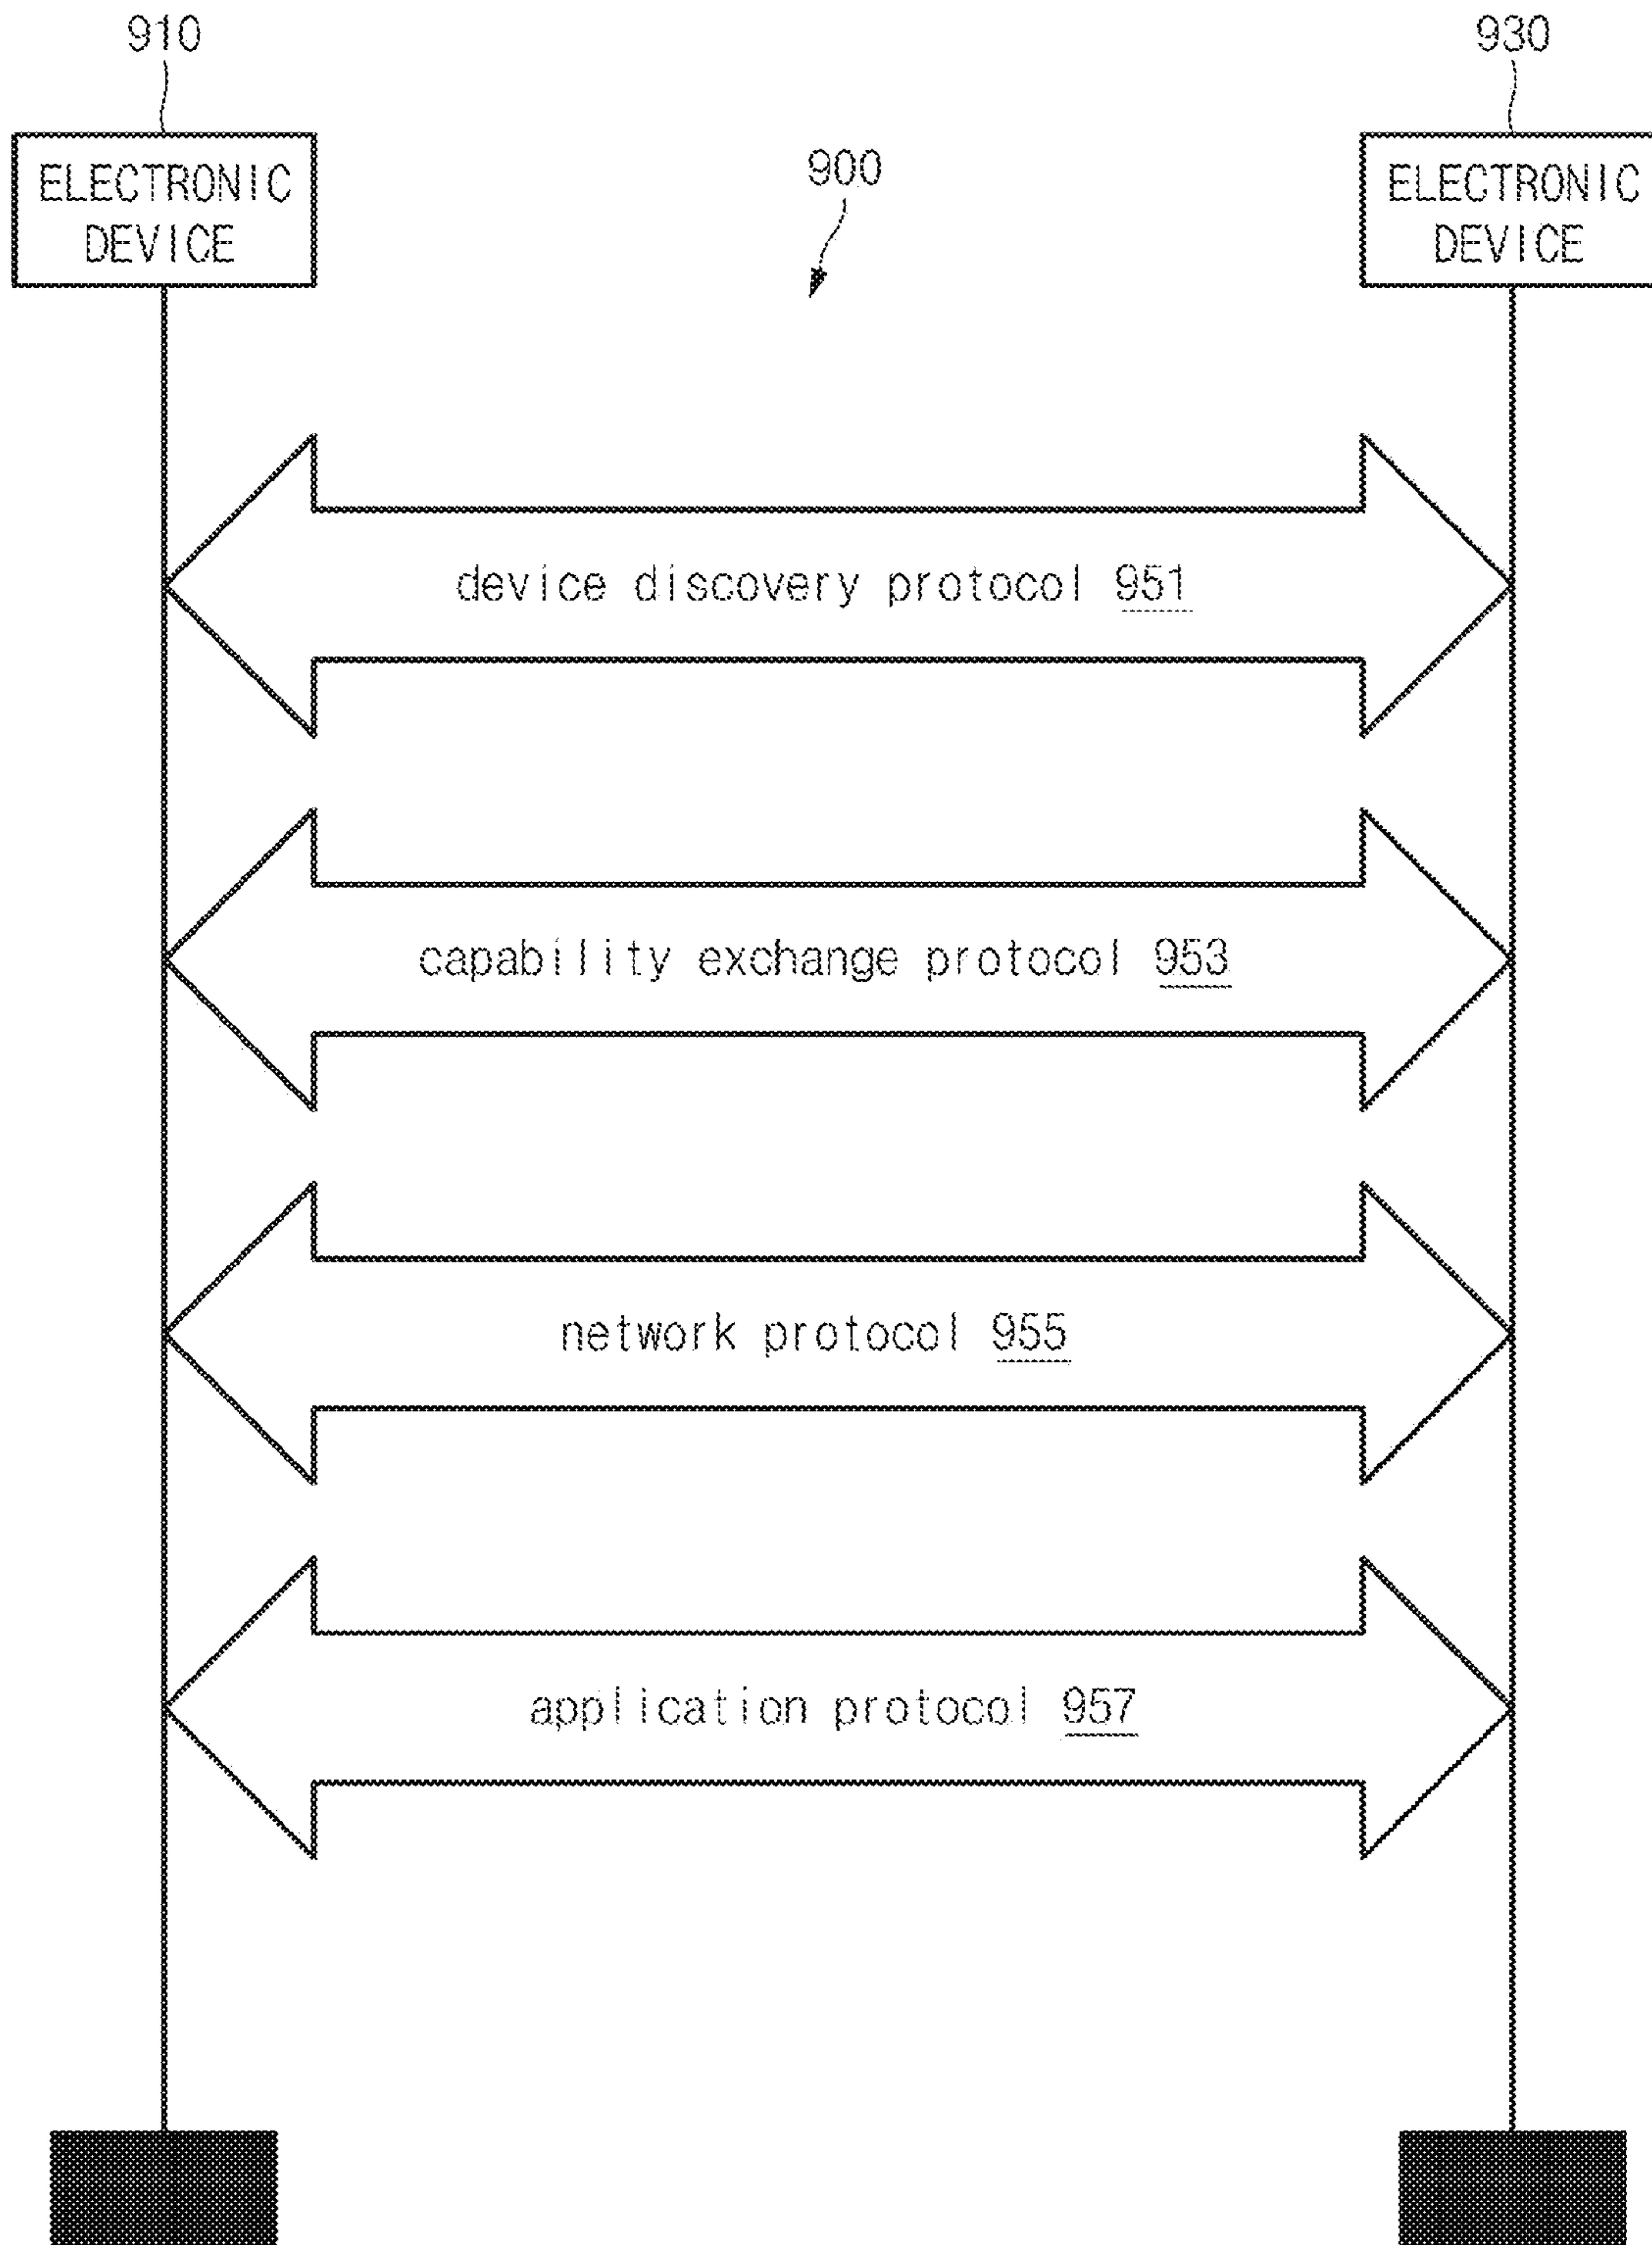 910
930
900
ELECTRONIC
DEVICE
ELECTRONIC
DEVICE
device discovery protocol 951
capability exchange protocol 953
network protocol 955
application protocol 957